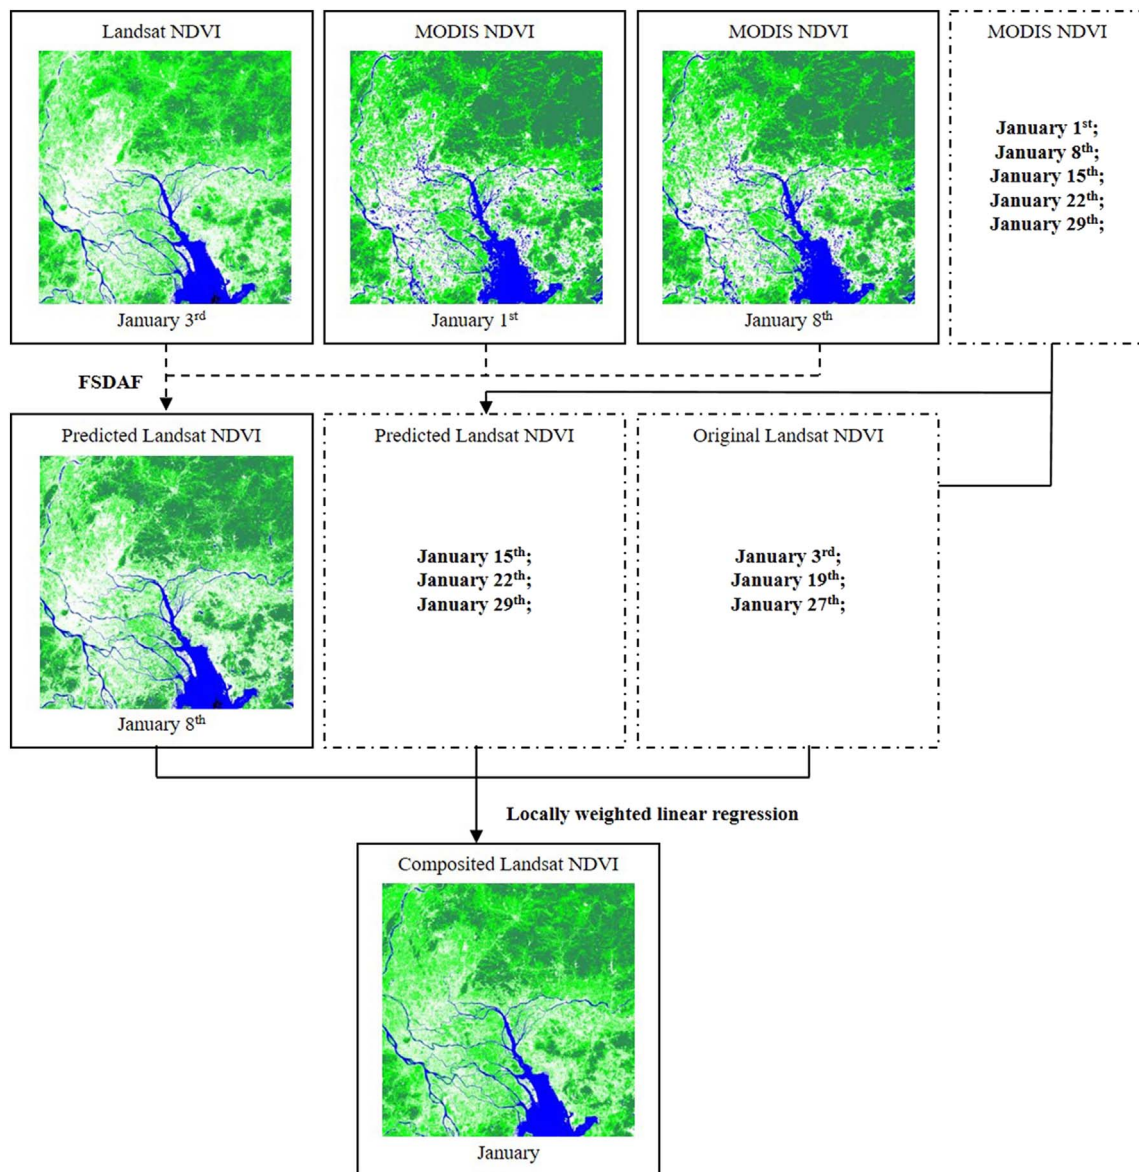 Landsat NDVI
January 3rd
MODIS NDVI
January 1st
MODIS NDVI
January 8th
MODIS NDVI
January 1st;
January 8th;
January 15th;
January 22th;
January 29th;
FSDAF
Predicted Landsat NDVI
January 8th
Predicted Landsat NDVI
January 15th;
January 22th;
January 29th;
Original Landsat NDVI
January 3rd;
January 19th;
January 27th;
Locally weighted linear regression
Composited Landsat NDVI
January